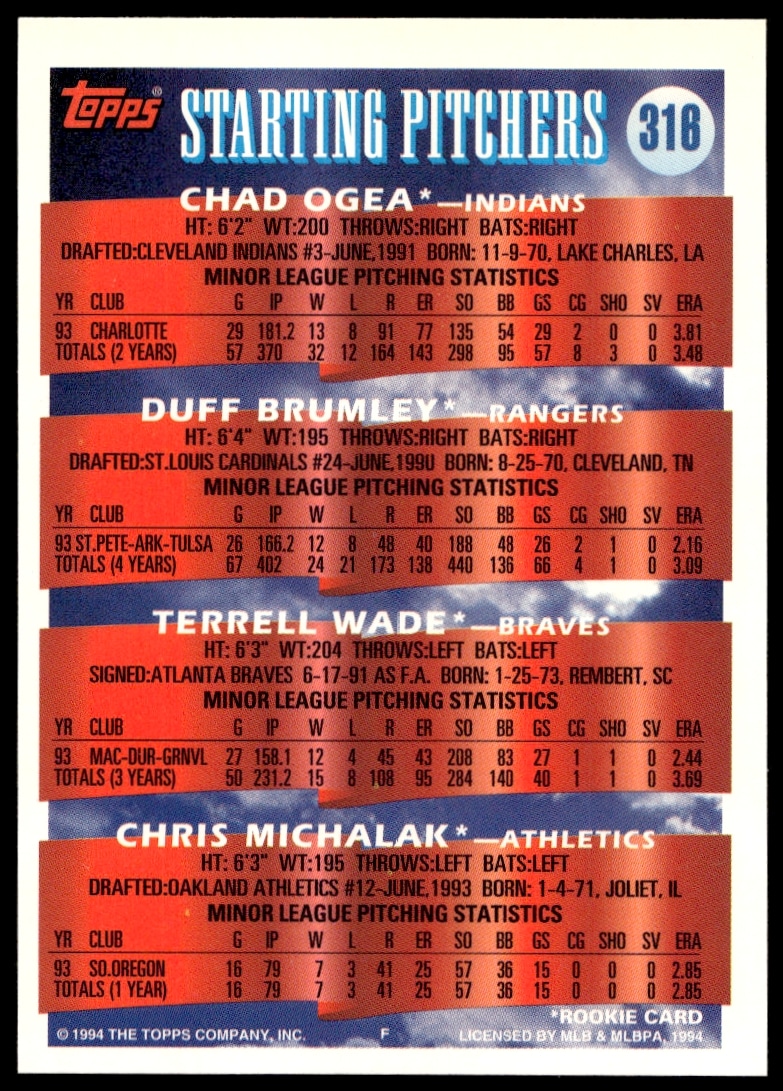 TOPPS® STARTING PITCHERS 316
CHAD OGEA*—INDIANS
HT: 6'2" WT:200 THROWS:RIGHT BATS:RIGHT
DRAFTED:CLEVELAND INDIANS #3-JUNE,1991 BORN: 11-9-70, LAKE CHARLES, LA
MINOR LEAGUE PITCHING STATISTICS
YR CLUB G IP W L R ER SO BB GS CG SHO SV ERA
93 CHARLOTTE 29 181.2 13 8 91 77 135 54 29 2 0 0 3.81
TOTALS (2 YEARS) 57 370 32 12 164 143 298 95 57 8 3 0 3.48
DUFF BRUMLEY*—RANGERS
HT: 6'4" WT:195 THROWS:RIGHT BATS:RIGHT
DRAFTED:ST.LOUIS CARDINALS #24-JUNE,1990 BORN: 8-25-70, CLEVELAND, TN
MINOR LEAGUE PITCHING STATISTICS
YR CLUB G IP W L R ER SO BB GS CG SHO SV ERA
93 ST.PETE-ARK-TULSA 26 166.2 12 8 48 40 188 48 26 2 1 0 2.16
TOTALS (4 YEARS) 67 402 24 21 173 138 440 136 66 4 1 0 3.09
TERRELL WADE*—BRAVES
HT: 6'3" WT:204 THROWS:LEFT BATS:LEFT
SIGNED:ATLANTA BRAVES 6-17-91 AS F.A. BORN: 1-25-73, REMBERT, SC
MINOR LEAGUE PITCHING STATISTICS
YR CLUB G IP W L R ER SO BB GS CG SHO SV ERA
93 MAC-DUR-GRNVL 27 158.1 12 4 45 43 208 83 27 1 1 0 2.44
TOTALS (3 YEARS) 50 231.2 15 8 108 95 284 140 40 1 1 0 3.69
CHRIS MICHALAK*—ATHLETICS
HT: 6'3" WT:195 THROWS:LEFT BATS:LEFT
DRAFTED:OAKLAND ATHLETICS #12-JUNE,1993 BORN: 1-4-71, JOLIET, IL
MINOR LEAGUE PITCHING STATISTICS
YR CLUB G IP W L R ER SO BB GS CG SHO SV ERA
93 SO.OREGON 16 79 7 3 41 25 57 36 15 0 0 0 2.85
TOTALS (1 YEAR) 16 79 7 3 41 25 57 36 15 0 0 0 2.85
*ROOKIE CARD
© 1994 THE TOPPS COMPANY, INC. F LICENSED BY MLB & MLBPA, 1994